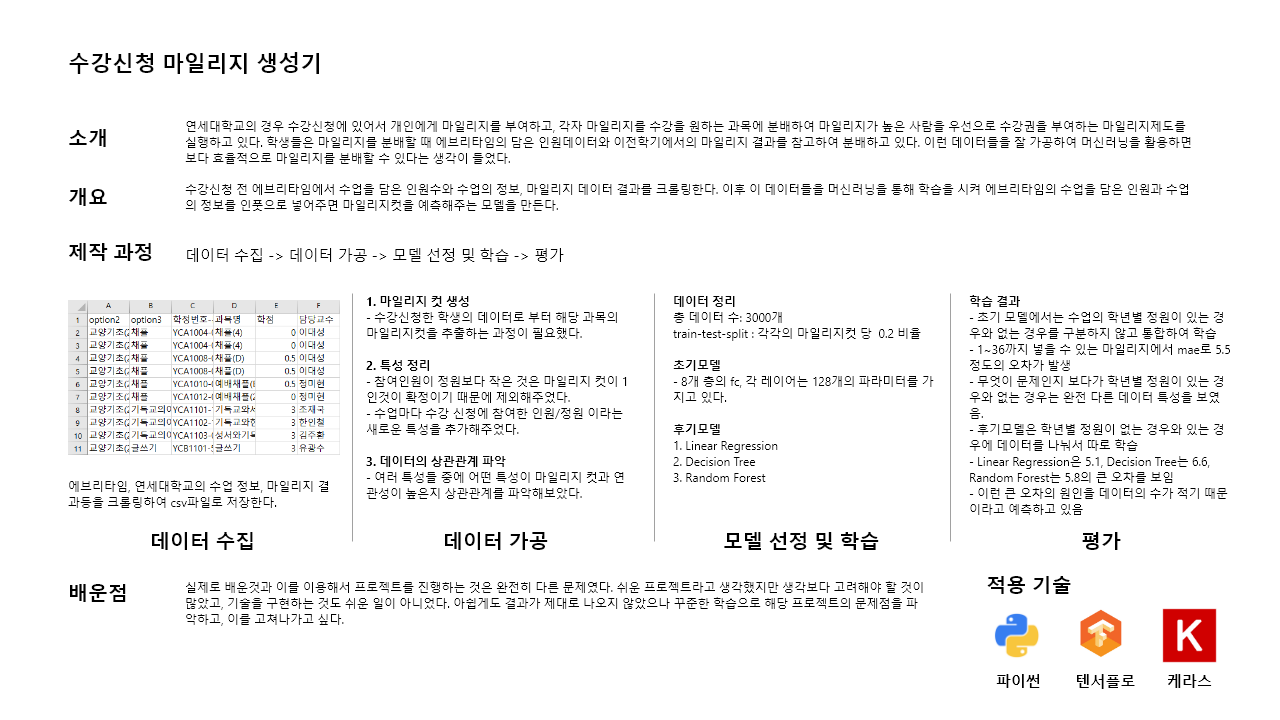 수강신청 마일리지 생성기
소개
연세대학교의 경우 수강신청에 있어서 개인에게 마일리지를 부여하고, 각자 마일리지를 수강을 원하는 과목에 분배하여 마일리지가 높은 사람을 우선으로 수강권을 부여하는 마일리지제도를
실행하고 있다. 학생들은 마일리지를 분배할 때 에브리타임의 담은 인원데이터와 이전학기에서의 마일리지 결과를 참고하여 분배하고 있다. 이런 데이터들을 잘 가공하여 머신러닝을 활용하면
보다 효율적으로 마일리지를 분배할 수 있다는 생각이 들었다.
개요
수강신청 전 에브리타임에서 수업을 담은 인원수와 수업의 정보, 마일리지 데이터 결과를 크롤링한다. 이후 이 데이터들을 머신러닝을 통해 학습을 시켜 에브리타임의 수업을 담은 인원과 수업
의 정보를 인풋으로 넣어주면 마일리지컷을 예측해주는 모델을 만든다.
제작 과정
데이터 수집 -> 데이터 가공 -> 모델 선정 및 학습 -> 평가
A B C D E F
1 option2 option3 학정번호- 과목명 학점 담당교수
2 교양기초(2 채플 YCA1004- 채플(4) 0 이대성
3 교양기초(2 채플 YCA1004- 채플(4) 0 이대성
4 교양기초(2 채플 YCA1008- 채플(D) 0.5 이대성
5 교양기초(2 채플 YCA1008- 채플(D) 0.5 이대성
6 교양기초(2 채플 YCA1010- 예배채플(I 0.5 정미현
7 교양기초(2 채플 YCA1012- 예배채플( 0 정미현
8 교양기초(2 기독교의이 YCA1101- 기독교와세 3 조재국
9 교양기초(2 기독교의이 YCA1102- 기독교와현 3 한인철
10 교양기초(2 기독교의이 YCA1103- 성서와기독 3 김주환
11 교양기초(2 글쓰기 YCB1101-5 글쓰기 3 유광수
에브리타임, 연세대학교의 수업 정보, 마일리지 결
과등을 크롤링하여 csv파일로 저장한다.
데이터 수집
1. 마일리지 컷 생성
- 수강신청한 학생의 데이터로 부터 해당 과목의
마일리지컷을 추출하는 과정이 필요했다.
2. 특성 정리
- 참여인원이 정원보다 작은 것은 마일리지 컷이 1
인것이 확정이기 때문에 제외해주었다.
- 수업마다 수강 신청에 참여한 인원/정원 이라는
새로운 특성을 추가해주었다.
3. 데이터의 상관관계 파악
- 여러 특성들 중에 어떤 특성이 마일리지 컷과 연
관성이 높은지 상관관계를 파악해보았다.
데이터 가공
데이터 정리
총 데이터 수: 3000개
train-test-split : 각각의 마일리지컷 당  0.2 비율
초기모델
- 8개 층의 fc, 각 레이어는 128개의 파라미터를 가
지고 있다.
후기모델
1. Linear Regression
2. Decision Tree
3. Random Forest
모델 선정 및 학습
학습 결과
- 초기 모델에서는 수업의 학년별 정원이 있는 경
우와 없는 경우를 구분하지 않고 통합하여 학습
- 1~36까지 넣을 수 있는 마일리지에서 mae로 5.5
정도의 오차가 발생
- 무엇이 문제인지 보다가 학년별 정원이 있는 경
우와 없는 경우는 완전 다른 데이터 특성을 보였
음.
- 후기모델은 학년별 정원이 없는 경우와 있는 경
우에 데이터를 나눠서 따로 학습
- Linear Regression은 5.1, Decision Tree는 6.6,
Random Forest는 5.8의 큰 오차를 보임
- 이런 큰 오차의 원인을 데이터의 수가 적기 때문
이라고 예측하고 있음
평가
배운점
실제로 배운것과 이를 이용해서 프로젝트를 진행하는 것은 완전히 다른 문제였다. 쉬운 프로젝트라고 생각했지만 생각보다 고려해야 할 것이
많았고, 기술을 구현하는 것도 쉬운 일이 아니었다. 아쉽게도 결과가 제대로 나오지 않았으나 꾸준한 학습으로 해당 프로젝트의 문제점을 파
악하고, 이를 고쳐나가고 싶다.
적용 기술
K
파이썬
텐서플로
케라스